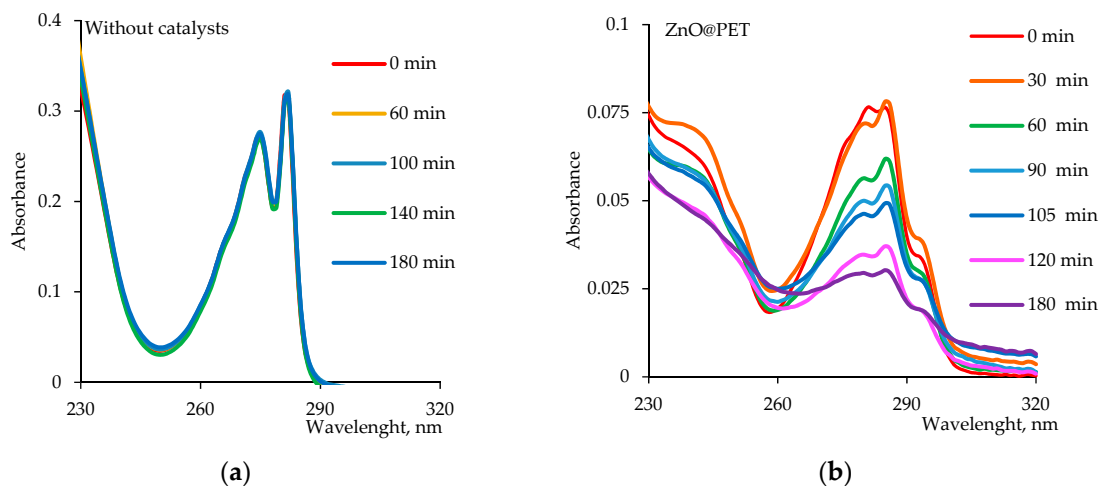 Without catalysts
0.4
0.3
0.2
0.1
0
Absorbance
230
260
290
320
Wavelenght, nm
0 min
60 min
100 min
140 min
180 min
(a)
ZnO@PET
0.1
0.075
0.05
0.025
0
Absorbance
230
260
290
320
Wavelenght, nm
0 min
30 min
60 min
90 min
105 min
120 min
180 min
(b)